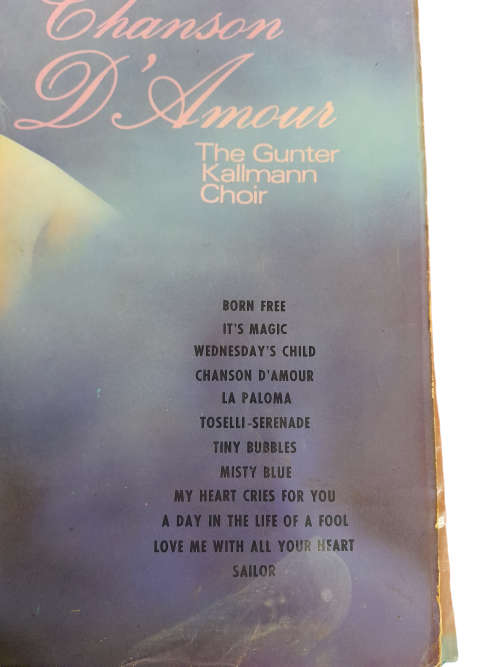 Chanson
D'Amour
The Gunter
Kallmann
Choir
BORN FREE
IT'S MAGIC
WEDNESDAY'S CHILD
CHANSON D'AMOUR
LA PALOMA
TOSELLI-SERENADE
TINY BUBBLES
MISTY BLUE
MY HEART CRIES FOR YOU
A DAY IN THE LIFE OF A FOOL
LOVE ME WITH ALL YOUR HEART
SAILOR